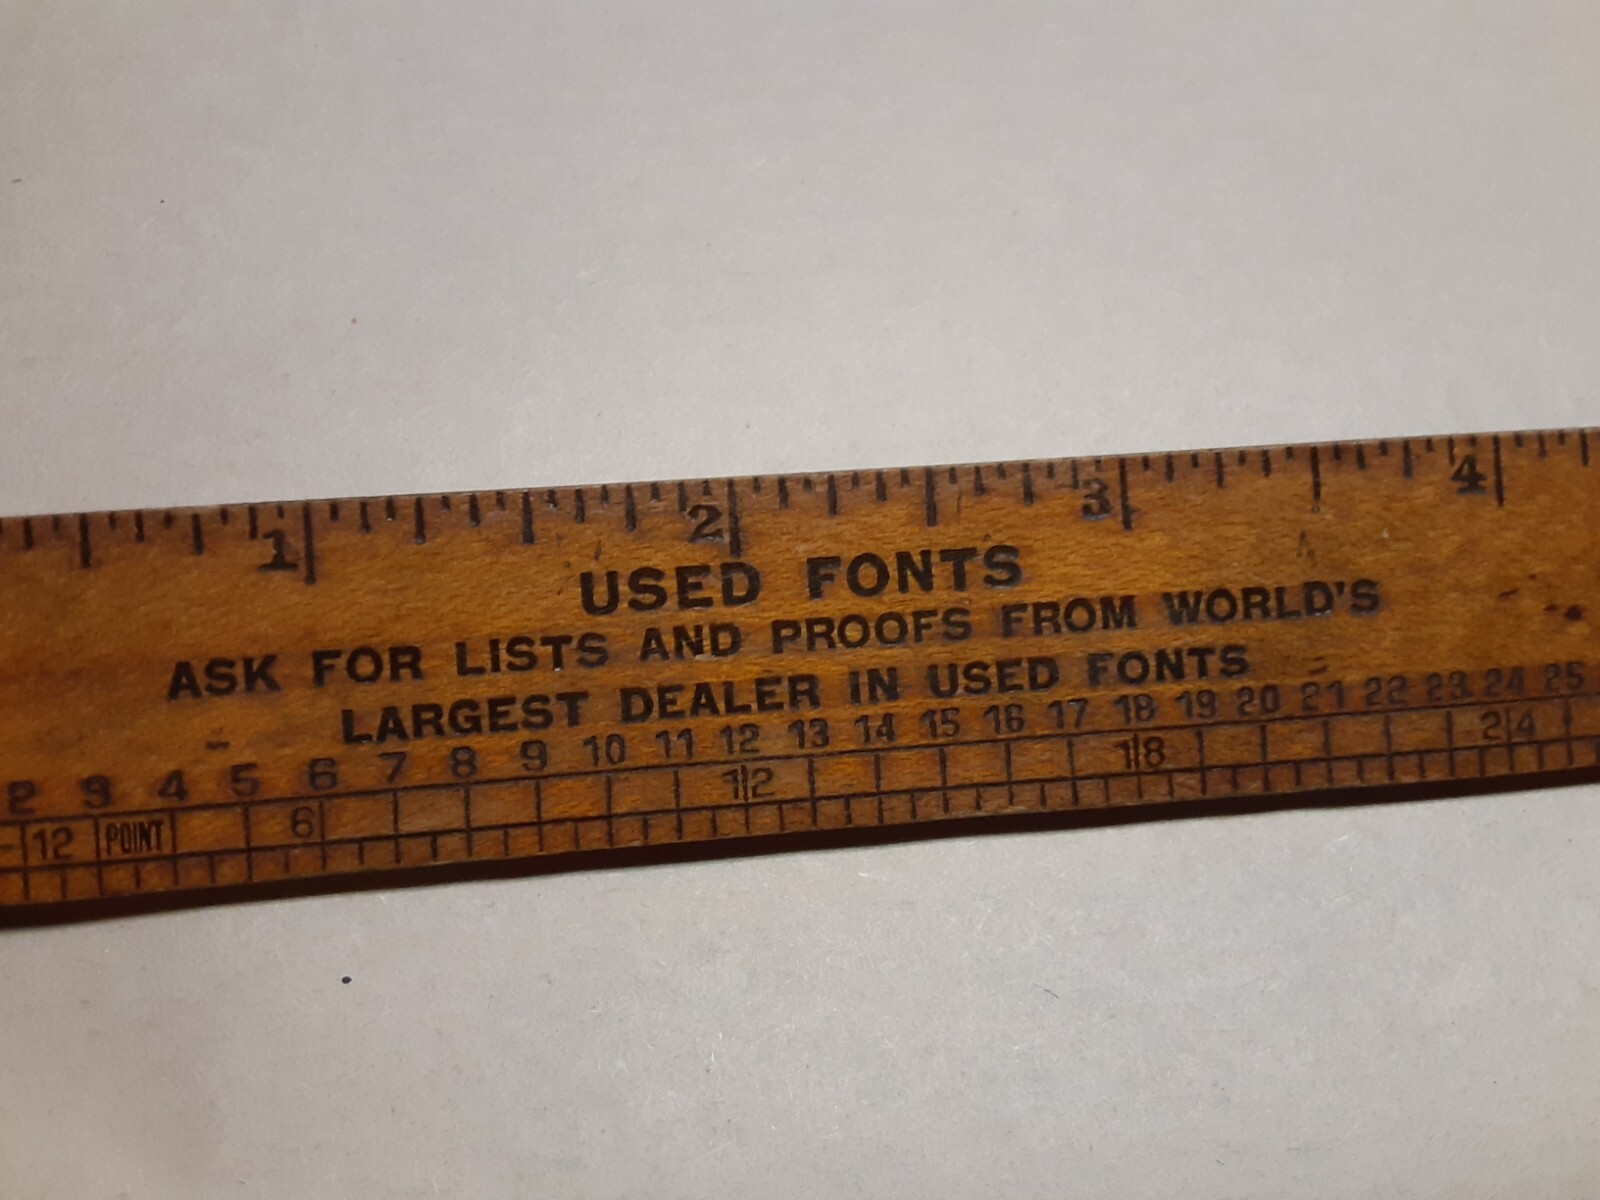 1 2 3 4
USED FONTS
ASK FOR LISTS AND PROOFS FROM WORLD'S
LARGEST DEALER IN USED FONTS
2 3 4 5 6 7 8 9 10 11 12 13 14 15 16 17 18 19 20 21 22 23 24 25
12 POINT 6 12 18 24